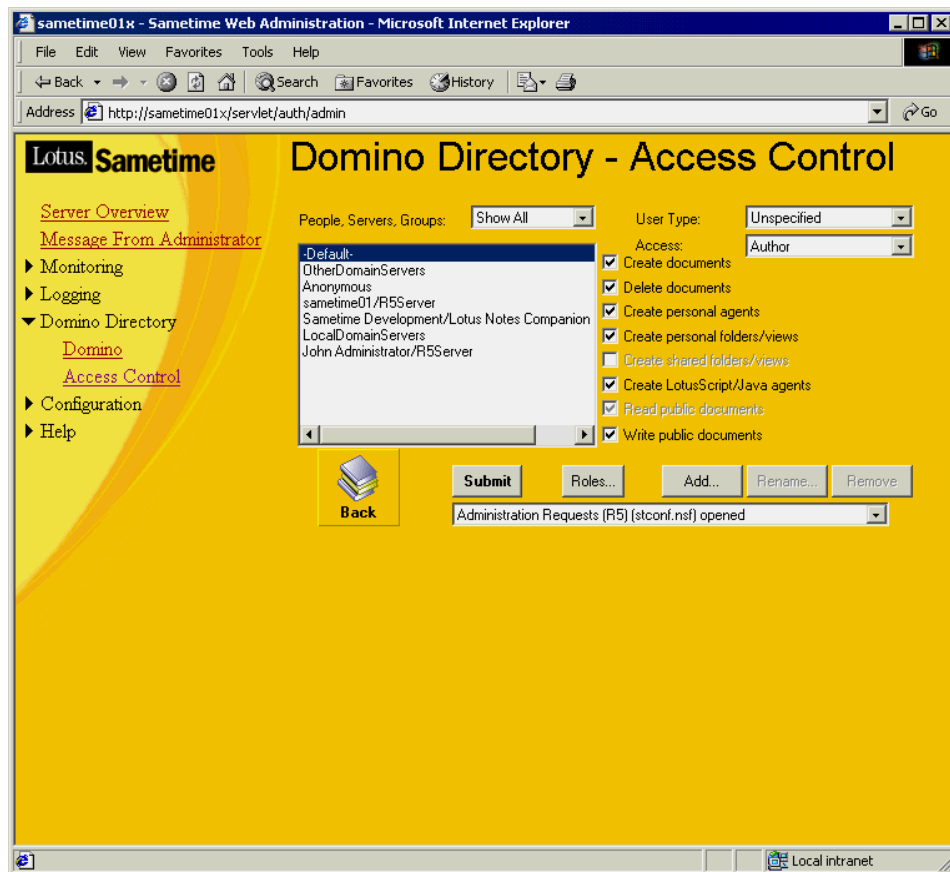 sametime01x - Sametime Web Administration - Microsoft Internet Explorer
File Edit View Favorites Tools Help
Back Search Favorites History
Address http://sametime01x/servlet/auth/admin Go
Lotus. Sametime
Domino Directory - Access Control
Server Overview
Message From Administrator
Monitoring
Logging
Domino Directory
Domino
Access Control
Configuration
Help
People, Servers, Groups: Show All
-Default-
OtherDomainServers
Anonymous
sametime01/R5Server
Sametime Development/Lotus Notes Companion
LocalDomainServers
John Administrator/R5Server
User Type: Unspecified
Access: Author
Create documents
Delete documents
Create personal agents
Create personal folders/views
Create shared folders/views
Create LotusScript/Java agents
Read public documents
Write public documents
Back
Submit Roles... Add... Rename... Remove
Administration Requests (R5) (stconf.nsf) opened
Local intranet